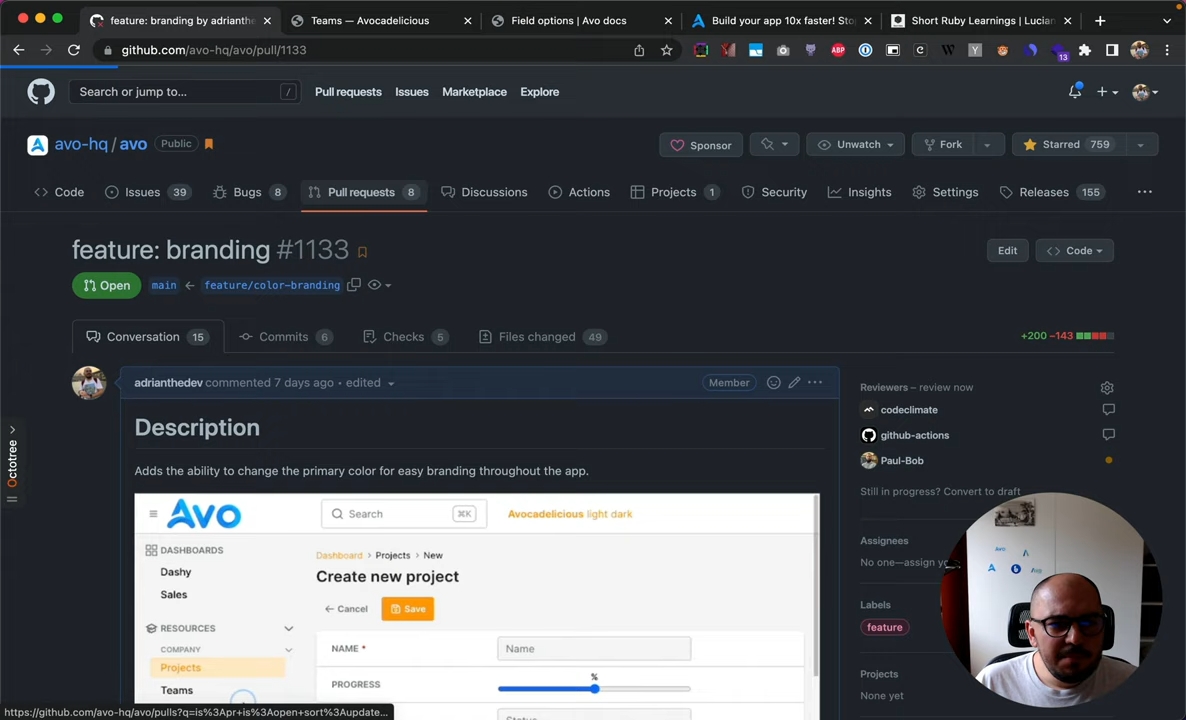 feature: branding by adrianthe
Teams — Avocadelicious
Field options | Avo docs
Build your app 10x faster! Sto
Short Ruby Learnings | Lucian
github.com/avo-hq/avo/pull/1133
ABP
13
Search or jump to...
/
Pull requests
Issues
Marketplace
Explore
avo-hq / avo
Public
Sponsor
Unwatch
Fork
Starred 759
Code
Issues 39
Bugs 8
Pull requests 8
Discussions
Actions
Projects 1
Security
Insights
Settings
Releases 155
feature: branding #1133
Edit
Code
Open
main
feature/color-branding
Conversation 15
Commits 6
Checks 5
Files changed 49
+200 −143
adrianthedev commented 7 days ago • edited
Member
Description
Adds the ability to change the primary color for easy branding throughout the app.
Avo
Search
⌘K
Avocadelicious light dark
DASHBOARDS
Dashy
Sales
RESOURCES
COMPANY
Projects
Teams
Dashboard > Projects > New
Create new project
Cancel
Save
NAME *
Name
PROGRESS
%
Status
Reviewers – review now
codeclimate
github-actions
Paul-Bob
Still in progress? Convert to draft
Assignees
No one—assign yo
Labels
feature
Projects
None yet
Octotree
https://github.com/avo-hq/avo/pulls?q=is%3Apr+is%3Aopen+sort%3Aupdate...